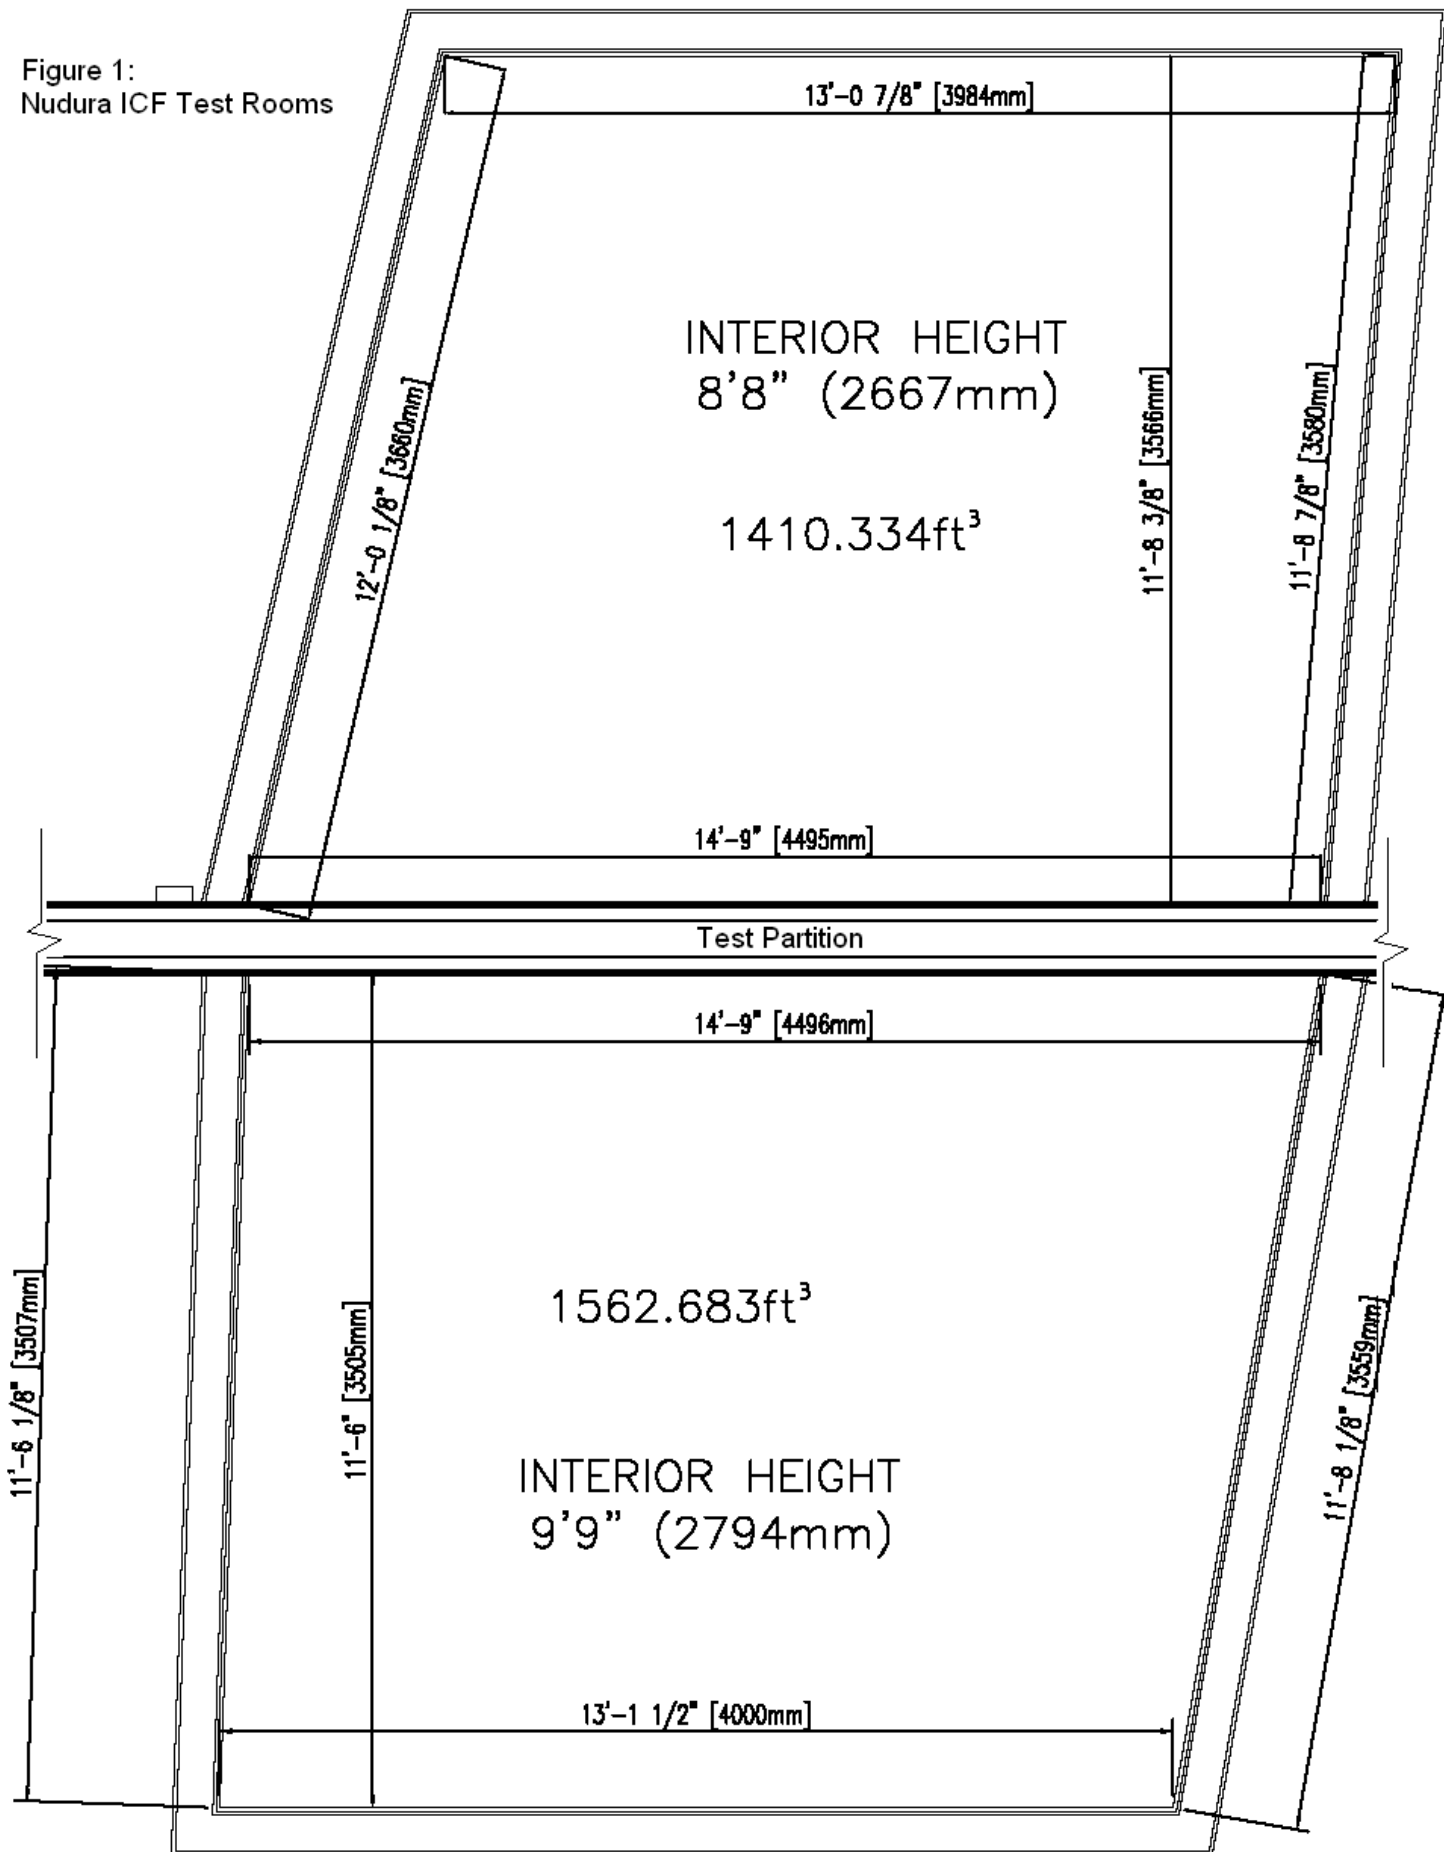 Figure 1:
Nudura ICF Test Rooms
13'-0 7/8" [3984mm]
INTERIOR HEIGHT
8'8" (2667mm)
12'-0 1/8" [3660mm]
11'-8 3/8" [3566mm]
11'-8 7/8" [3580mm]
1410.334ft³
14'-9" [4495mm]
Test Partition
14'-9" [4496mm]
11'-6 1/8" [3507mm]
11'-6" [3505mm]
1562.683ft³
11'-8 1/8" [3559mm]
INTERIOR HEIGHT
9'9" (2794mm)
13'-1 1/2" [4000mm]